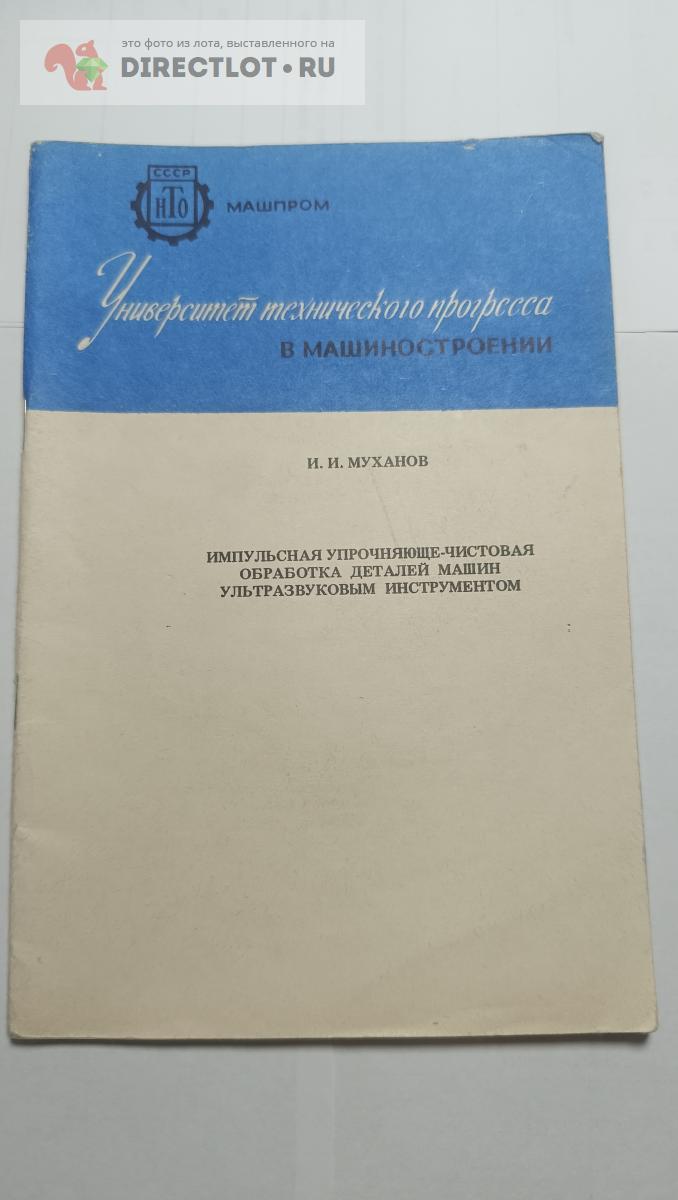 это фото из лота, выставленного на
DIRECTLOT.RU
СССР
НТО
МАШПРОМ
Университет технического прогресса
В МАШИНОСТРОЕНИИ
И. И. МУХАНОВ
ИМПУЛЬСНАЯ УПРОЧНЯЮЩЕ-ЧИСТОВАЯ
ОБРАБОТКА ДЕТАЛЕЙ МАШИН
УЛЬТРАЗВУКОВЫМ ИНСТРУМЕНТОМ